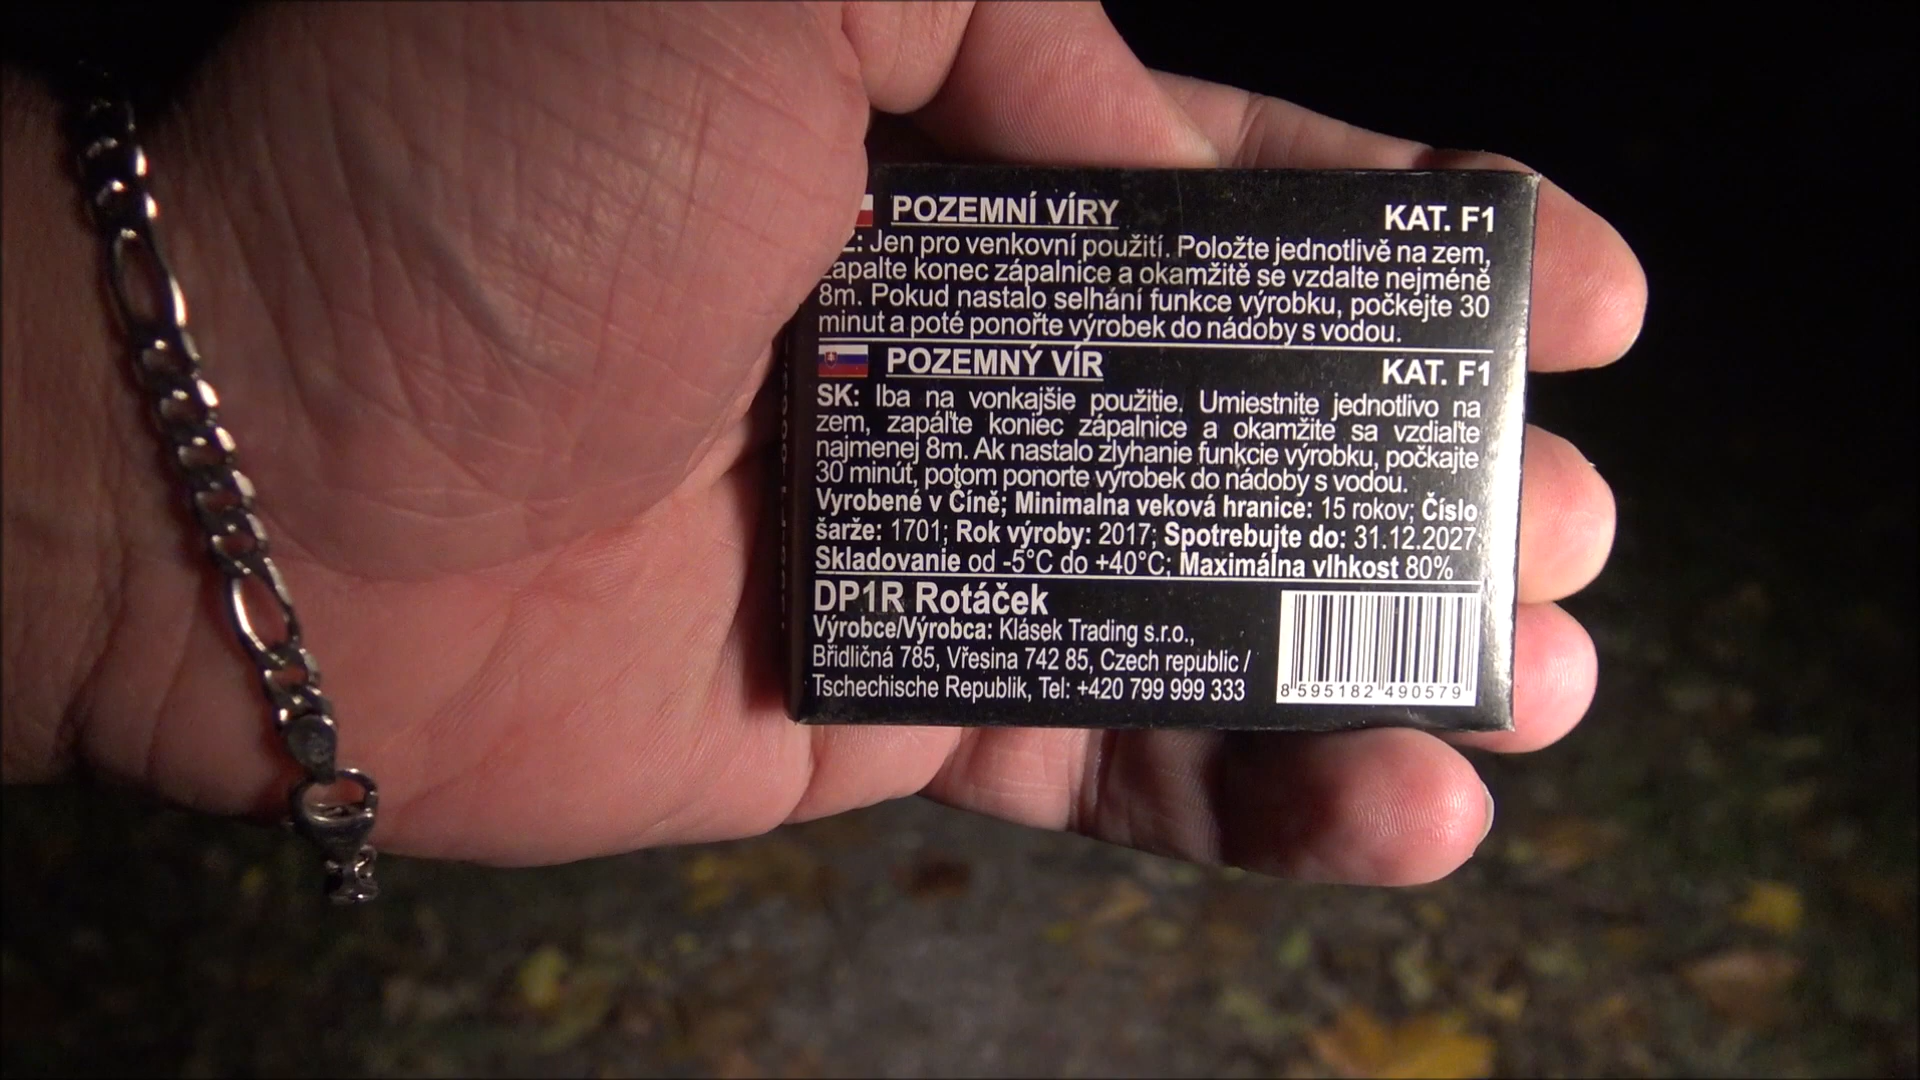 POZEMNÍ VÍRY KAT. F1
Jen pro venkovní použití. Položte jednotlivě na zem,
zapalte konec zápalnice a okamžitě se vzdalte nejméně
8m. Pokud nastalo selhání funkce výrobku, počkejte 30
minut a poté ponořte výrobek do nádoby s vodou.
POZEMNÝ VÍR KAT. F1
SK: Iba na vonkajšie použitie. Umiestnite jednotlivo na
zem, zapáľte koniec zápalnice a okamžite sa vzdiaľte
najmenej 8m. Ak nastalo zlyhanie funkcie výrobku, počkajte
30 minút, potom ponorte výrobek do nádoby s vodou.
Vyrobené v Číně; Minimalna veková hranice: 15 rokov; Číslo
šarže: 1701; Rok výroby: 2017; Spotrebujte do: 31.12.2027
Skladovanie od -5°C do +40°C; Maximálna vlhkost 80%
DP1R Rotáček
Výrobce/Výrobca: Klásek Trading s.r.o.,
Břidličná 785, Vřesina 742 85, Czech republic /
Tschechische Republik, Tel: +420 799 999 333
8 595182 490579